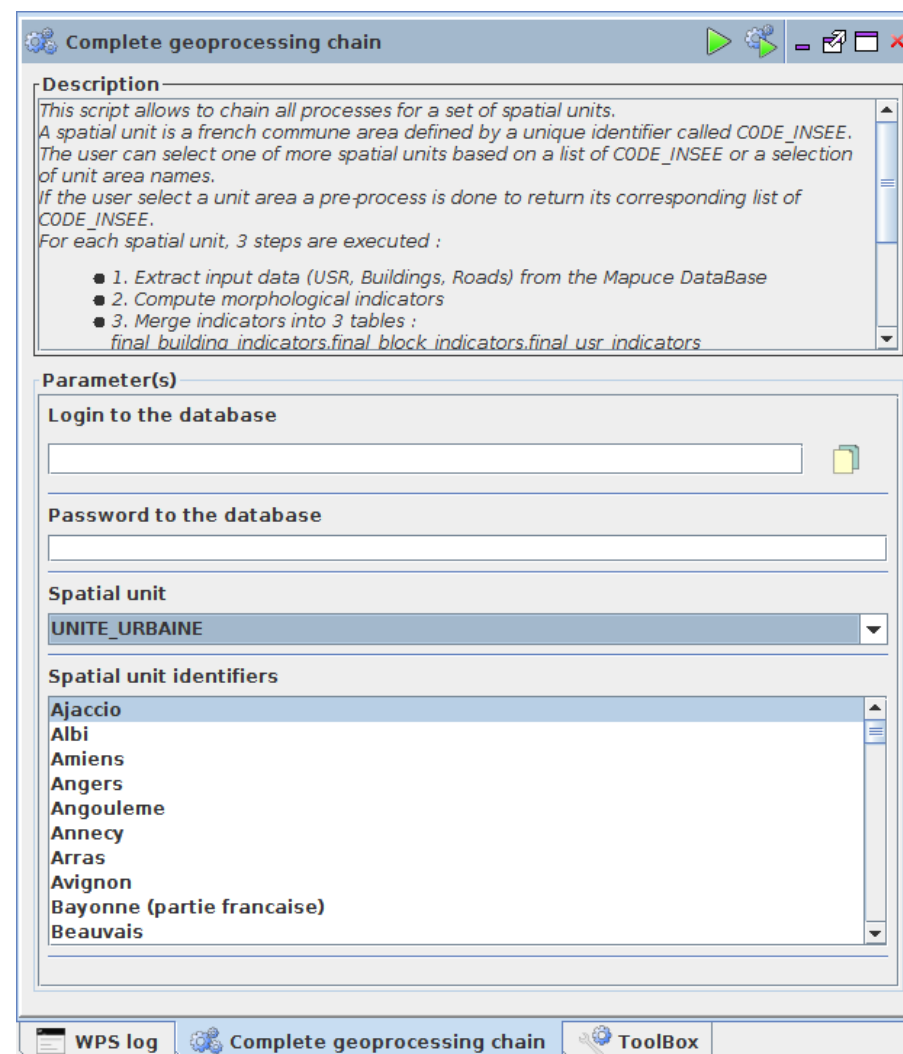 Complete geoprocessing chain
Description
This script allows to chain all processes for a set of spatial units.
A spatial unit is a french commune area defined by a unique identifier called CODE_INSEE.
The user can select one of more spatial units based on a list of CODE_INSEE or a selection
of unit area names.
If the user select a unit area a pre-process is done to return its corresponding list of
CODE_INSEE.
For each spatial unit, 3 steps are executed :
1. Extract input data (USR, Buildings, Roads) from the Mapuce DataBase
2. Compute morphological indicators
3. Merge indicators into 3 tables :
final_building_indicators,final_block_indicators,final_usr_indicators
Parameter(s)
Login to the database
Password to the database
Spatial unit
UNITE_URBAINE
Spatial unit identifiers
Ajaccio
Albi
Amiens
Angers
Angouleme
Annecy
Arras
Avignon
Bayonne (partie francaise)
Beauvais
WPS log Complete geoprocessing chain ToolBox